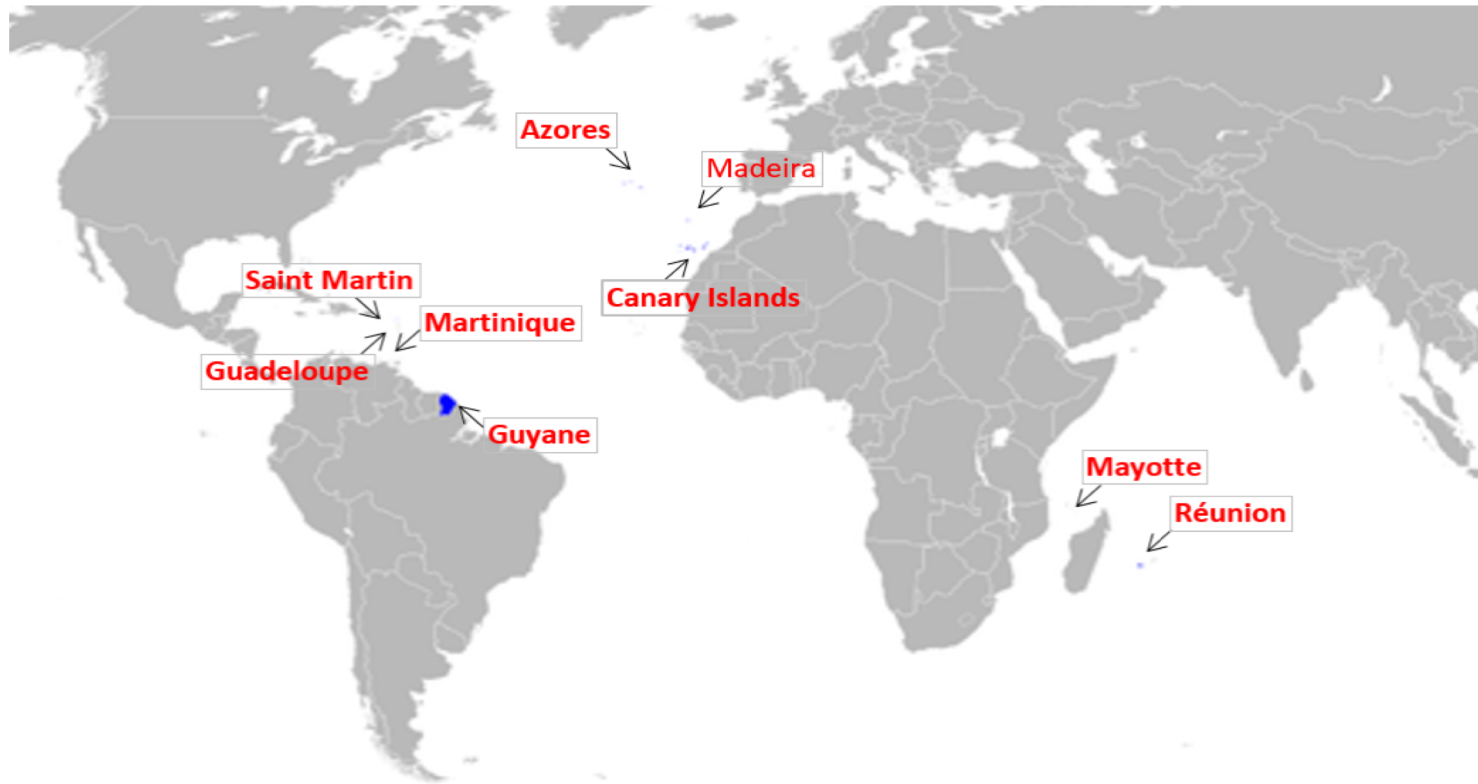 Azores
Madeira
Saint Martin
Canary Islands
Martinique
Guadeloupe
Guyane
Mayotte
Réunion